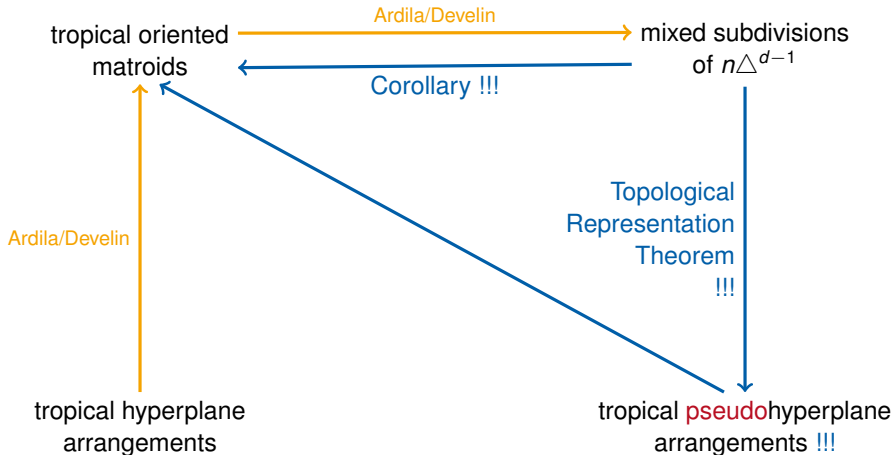 Ardila/Develin
tropical oriented
matroids
mixed subdivisions
of n△^{d−1}
Corollary !!!
Topological
Representation
Theorem
!!!
Ardila/Develin
tropical hyperplane
arrangements
tropical pseudohyperplane
arrangements !!!